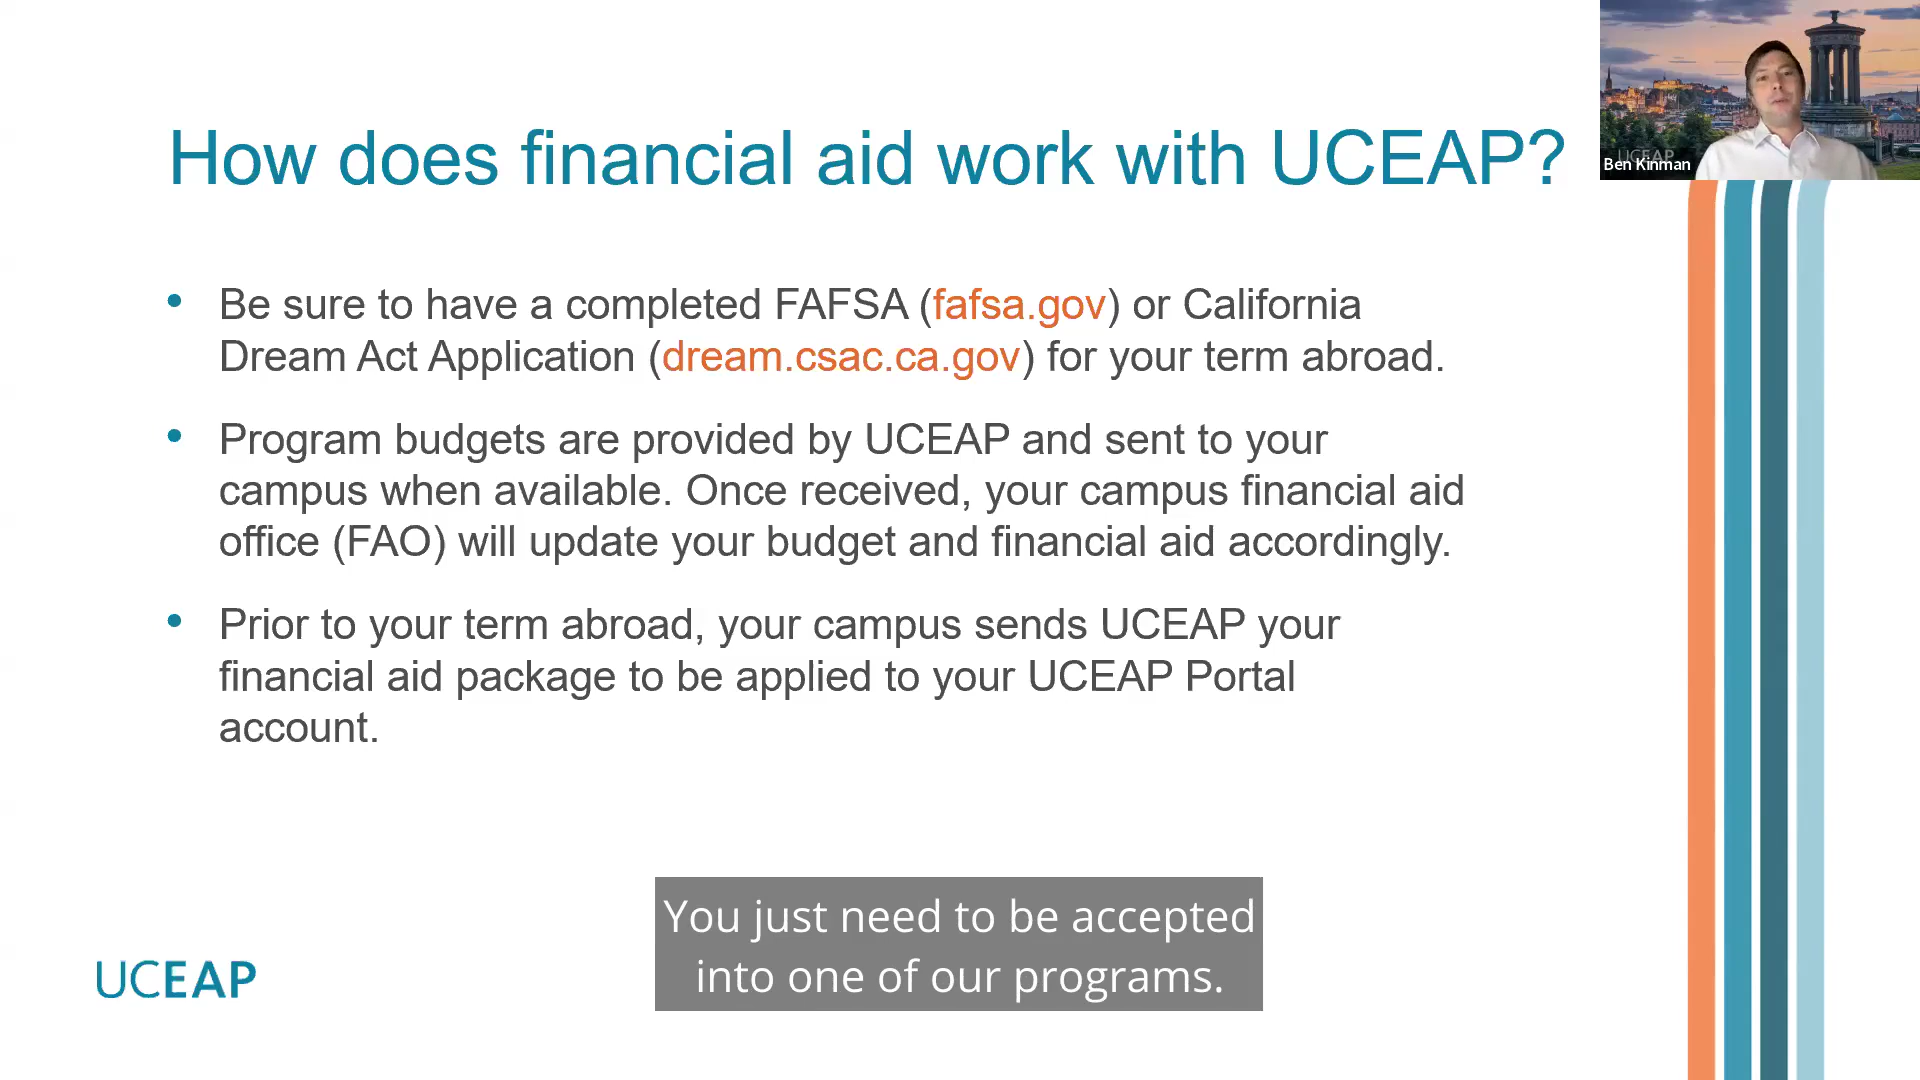 How does financial aid work with UCEAP?
UCEAP
Ben Kinman
• Be sure to have a completed FAFSA (fafsa.gov) or California
Dream Act Application (dream.csac.ca.gov) for your term abroad.
• Program budgets are provided by UCEAP and sent to your
campus when available. Once received, your campus financial aid
office (FAO) will update your budget and financial aid accordingly.
• Prior to your term abroad, your campus sends UCEAP your
financial aid package to be applied to your UCEAP Portal
account.
You just need to be accepted
into one of our programs.
UCEAP